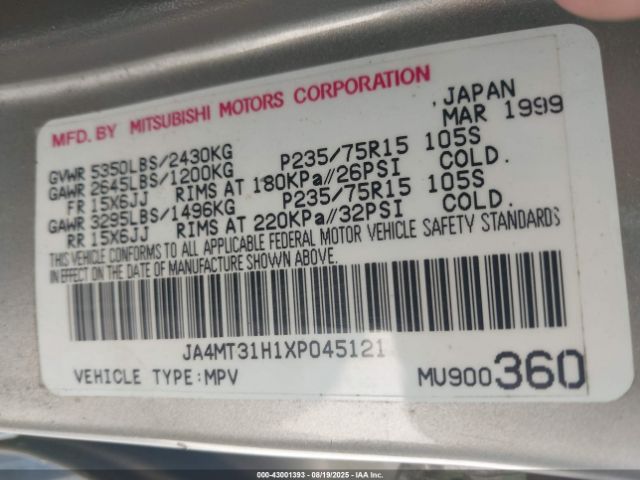 MFD. BY MITSUBISHI MOTORS CORPORATION
, JAPAN
MAR 1999
GVWR 5350LBS/2430KG
GAWR 2645LBS/1200KG P235/75R15 105S
FR 15X6JJ RIMS AT 180KPa//26PSI COLD.
GAWR 3295LBS/1496KG P235/75R15 105S
RR 15X6JJ RIMS AT 220KPa//32PSI COLD.
THIS VEHICLE CONFORMS TO ALL APPLICABLE FEDERAL MOTOR VEHICLE SAFETY STANDARDS
IN EFFECT ON THE DATE OF MANUFACTURE SHOWN ABOVE.
JA4MT31H1XP045121
VEHICLE TYPE:MPV MU900360
© - 43001393 - 08/19/2025 - IAA Inc.